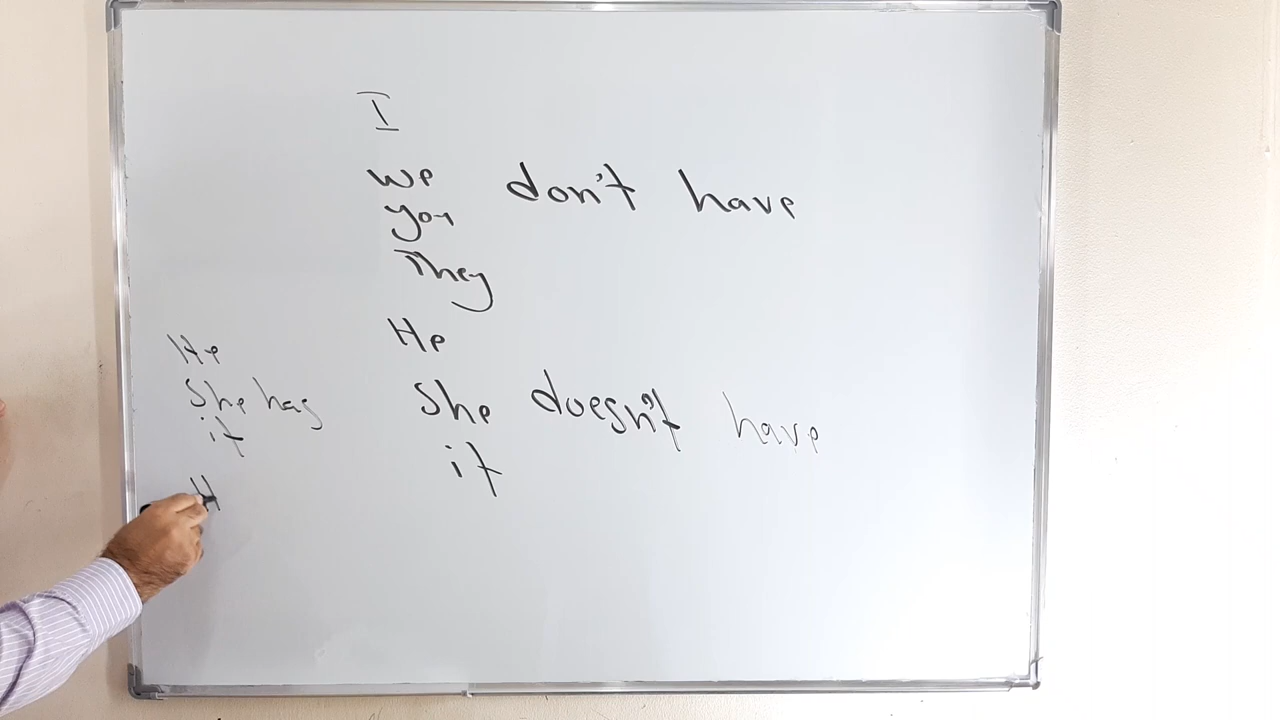 I
we don't have
you
They
He
She doesn't have
it
He
She has
it
H